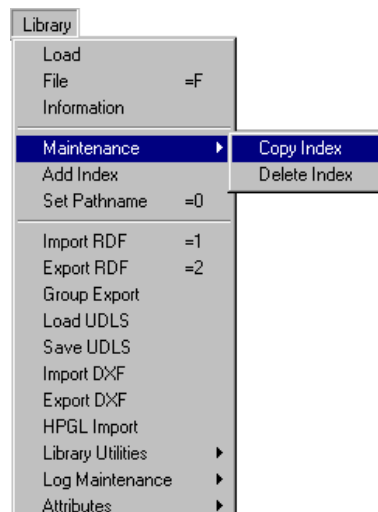 Library
Load
File =F
Information
Maintenance Copy Index
Add Index Delete Index
Set Pathname =0
Import RDF =1
Export RDF =2
Group Export
Load UDLS
Save UDLS
Import DXF
Export DXF
HPGL Import
Library Utilities
Log Maintenance
Attributes